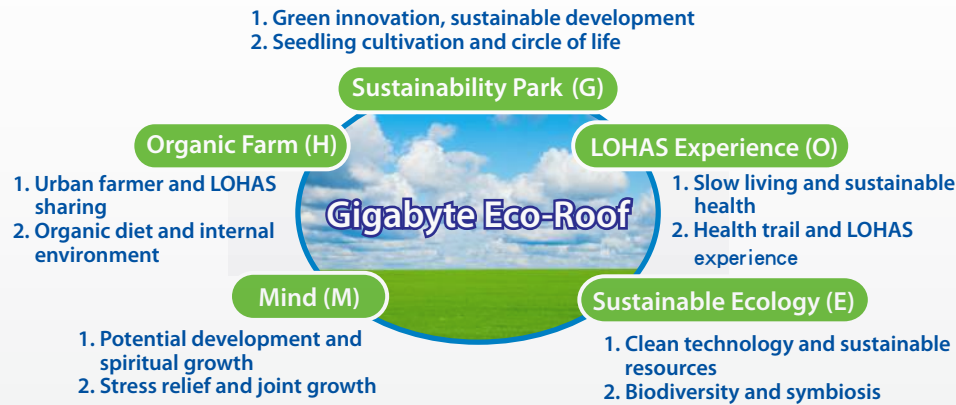 1. Green innovation, sustainable development
2. Seedling cultivation and circle of life
Sustainability Park (G)
Organic Farm (H)
1. Urban farmer and LOHAS
sharing
2. Organic diet and internal
environment
LOHAS Experience (O)
1. Slow living and sustainable
health
2. Health trail and LOHAS
experience
Gigabyte Eco-Roof
Mind (M)
1. Potential development and
spiritual growth
2. Stress relief and joint growth
Sustainable Ecology (E)
1. Clean technology and sustainable
resources
2. Biodiversity and symbiosis